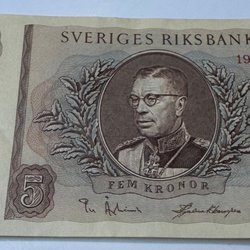 SVERIGES RIKSBANK
19
5
FEM KRONOR